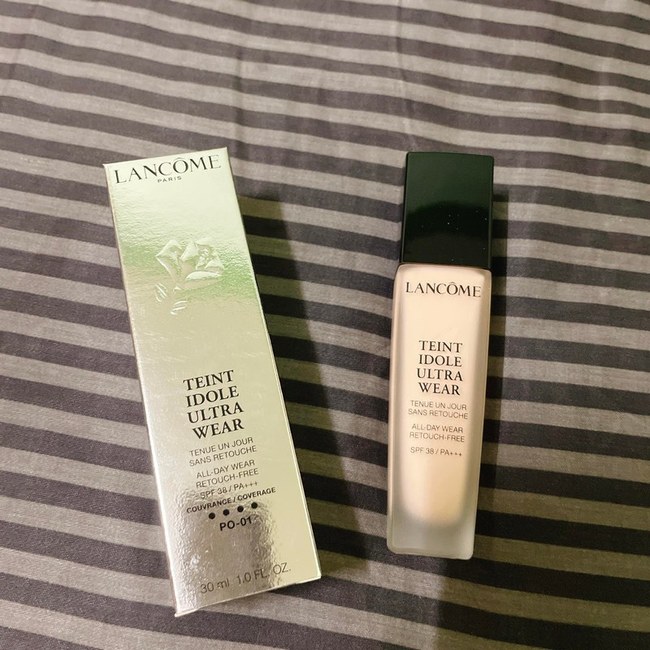 LANCÔME
PARIS
TEINT
IDOLE
ULTRA
WEAR
TENUE UN JOUR
SANS RETOUCHE
ALL-DAY WEAR
RETOUCH-FREE
SPF 38 / PA+++
COUVRANCE / COVERAGE
PO-01
30 ml 1.0 FL. OZ.
LANCÔME
TEINT
IDOLE
ULTRA
WEAR
TENUE UN JOUR
SANS RETOUCHE
ALL-DAY WEAR
RETOUCH-FREE
SPF 38 / PA+++